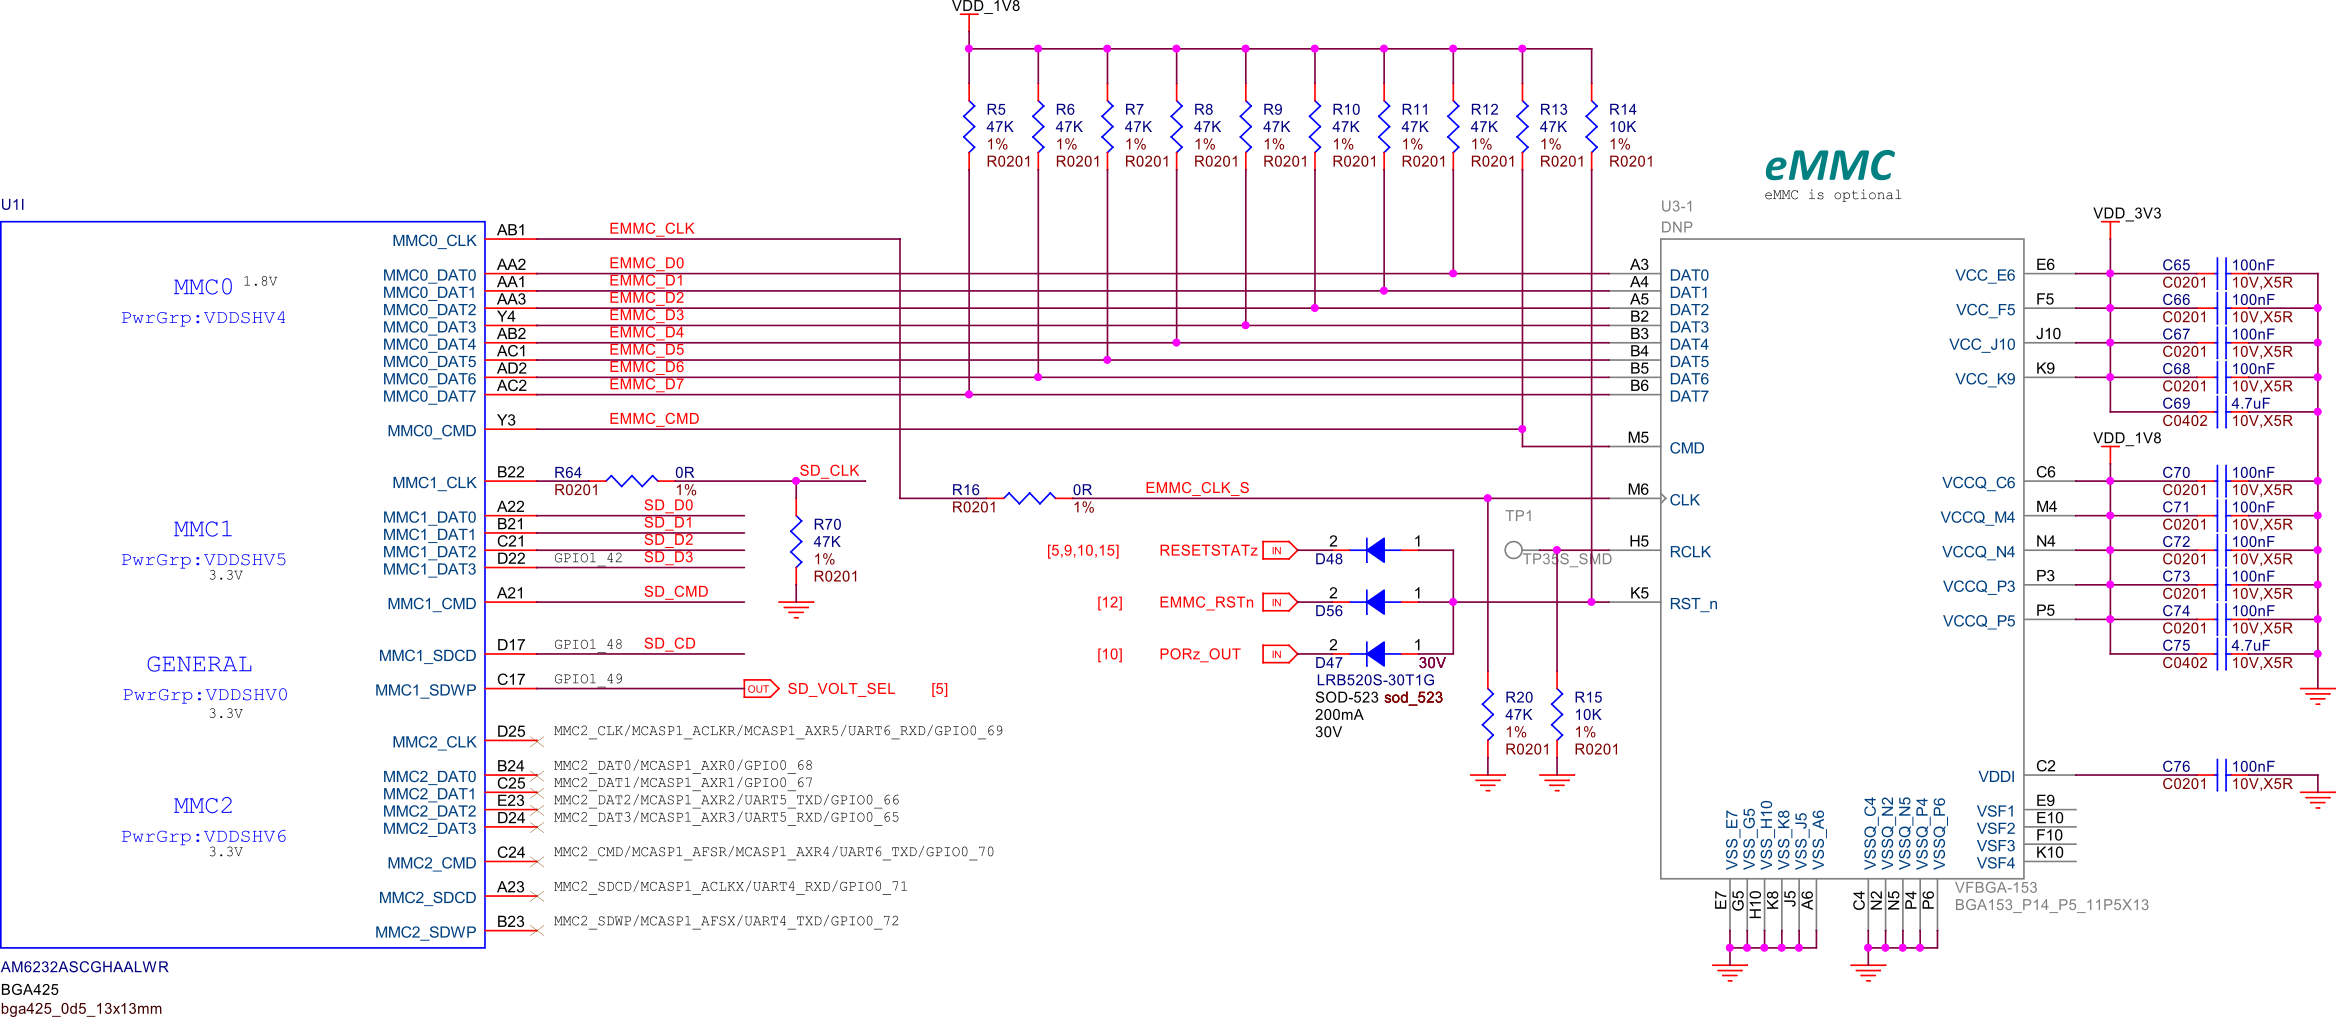 VDD_1V8
R5
47K
1%
R0201
R6
47K
1%
R0201
R7
47K
1%
R0201
R8
47K
1%
R0201
R9
47K
1%
R0201
R10
47K
1%
R0201
R11
47K
1%
R0201
R12
47K
1%
R0201
R13
47K
1%
R0201
R14
10K
1%
R0201
eMMC
eMMC is optional
U1I
MMC0 1.8V
PwrGrp:VDDSHV4
MMC1
PwrGrp:VDDSHV5
3.3V
GENERAL
PwrGrp:VDDSHV0
3.3V
MMC2
PwrGrp:VDDSHV6
3.3V
MMC0_CLK AB1 EMMC_CLK
MMC0_DAT0 AA2 EMMC_D0
MMC0_DAT1 AA1 EMMC_D1
MMC0_DAT2 AA3 EMMC_D2
MMC0_DAT3 Y4 EMMC_D3
MMC0_DAT4 AB2 EMMC_D4
MMC0_DAT5 AC1 EMMC_D5
MMC0_DAT6 AD2 EMMC_D6
MMC0_DAT7 AC2 EMMC_D7
MMC0_CMD Y3 EMMC_CMD
MMC1_CLK B22 R64 0R SD_CLK
R0201 1%
MMC1_DAT0 A22 SD_D0
MMC1_DAT1 B21 SD_D1
MMC1_DAT2 C21 SD_D2
MMC1_DAT3 D22 GPIO1_42 SD_D3
MMC1_CMD A21 SD_CMD
R70
47K
1%
R0201
MMC1_SDCD D17 GPIO1_48 SD_CD
MMC1_SDWP C17 GPIO1_49 OUT SD_VOLT_SEL [5]
MMC2_CLK D25 MMC2_CLK/MCASP1_ACLKR/MCASP1_AXR5/UART6_RXD/GPIO0_69
MMC2_DAT0 B24 MMC2_DAT0/MCASP1_AXR0/GPIO0_68
MMC2_DAT1 C25 MMC2_DAT1/MCASP1_AXR1/GPIO0_67
MMC2_DAT2 E23 MMC2_DAT2/MCASP1_AXR2/UART5_TXD/GPIO0_66
MMC2_DAT3 D24 MMC2_DAT3/MCASP1_AXR3/UART5_RXD/GPIO0_65
MMC2_CMD C24 MMC2_CMD/MCASP1_AFSR/MCASP1_AXR4/UART6_TXD/GPIO0_70
MMC2_SDCD A23 MMC2_SDCD/MCASP1_ACLKX/UART4_RXD/GPIO0_71
MMC2_SDWP B23 MMC2_SDWP/MCASP1_AFSX/UART4_TXD/GPIO0_72
AM6232ASCGHAALWR
BGA425
bga425_0d5_13x13mm
R16 0R EMMC_CLK_S
R0201 1%
TP1
TP35S_SMD
[5,9,10,15] RESETSTATz IN 2 1
D48
[12] EMMC_RSTn IN 2 1
D56
[10] PORz_OUT IN 2 1
D47 30V
LRB520S-30T1G
SOD-523 sod_523
200mA
30V
R20
47K
1%
R0201
R15
10K
1%
R0201
U3-1
DNP
A3 DAT0
A4 DAT1
A5 DAT2
B2 DAT3
B3 DAT4
B4 DAT5
B5 DAT6
B6 DAT7
M5 CMD
M6 CLK
H5 RCLK
K5 RST_n
VDD_3V3
VCC_E6 E6 C65 100nF
C0201 10V,X5R
VCC_F5 F5 C66 100nF
C0201 10V,X5R
VCC_J10 J10 C67 100nF
C0201 10V,X5R
VCC_K9 K9 C68 100nF
C0201 10V,X5R
C69 4.7uF
C0402 10V,X5R
VDD_1V8
VCCQ_C6 C6 C70 100nF
C0201 10V,X5R
VCCQ_M4 M4 C71 100nF
C0201 10V,X5R
VCCQ_N4 N4 C72 100nF
C0201 10V,X5R
VCCQ_P3 P3 C73 100nF
C0201 10V,X5R
VCCQ_P5 P5 C74 100nF
C0201 10V,X5R
C75 4.7uF
C0402 10V,X5R
VDDI C2 C76 100nF
C0201 10V,X5R
VSF1 E9
VSF2 E10
VSF3 F10
VSF4 K10
VSS_E7 E7
VSS_G5 G5
VSS_H10 H10
VSS_K8 K8
VSS_J5 J5
VSS_A6 A6
VSSQ_C4 C4
VSSQ_N2 N2
VSSQ_N5 N5
VSSQ_P4 P4
VSSQ_P6 P6
VFBGA-153
BGA153_P14_P5_11P5X13